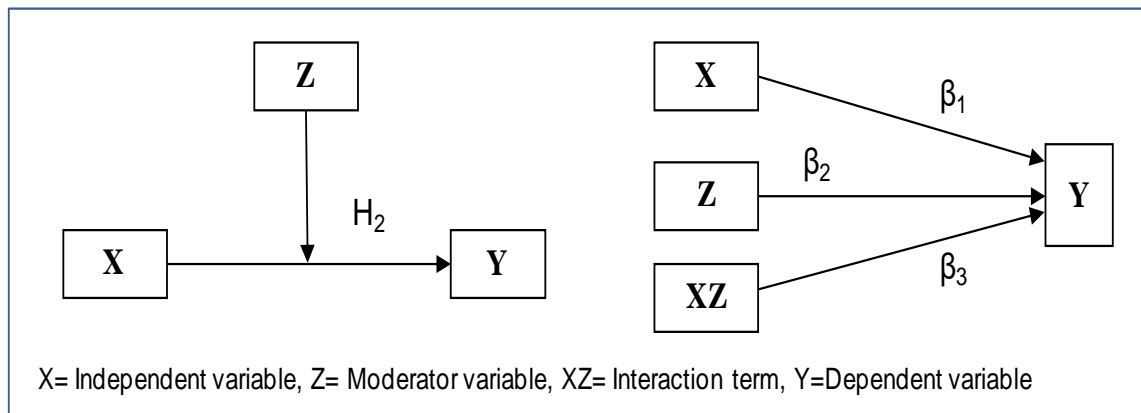 Z
H₂
X
Y
X
β₁
Z
β₂
Y
XZ
β₃
X= Independent variable, Z= Moderator variable, XZ= Interaction term, Y=Dependent variable